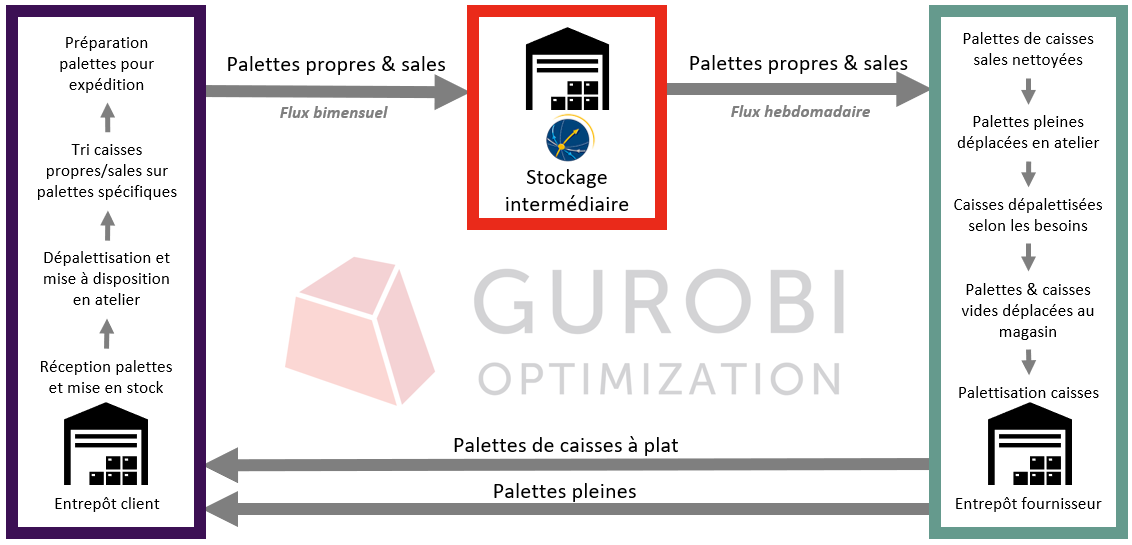 Préparation
palettes pour
expédition
Tri caisses
propres/sales sur
palettes spécifiques
Dépalettisation et
mise à disposition
en atelier
Réception palettes
et mise en stock
Entrepôt client
Palettes propres & sales
Flux bimensuel
Stockage
intermédiaire
Palettes propres & sales
Flux hebdomadaire
Palettes de caisses
sales nettoyées
Palettes pleines
déplacées en atelier
Caisses dépalettisées
selon les besoins
Palettes & caisses
vides déplacées au
magasin
Palettisation caisses
Entrepôt fournisseur
GUROBI
OPTIMIZATION
Palettes de caisses à plat
Palettes pleines